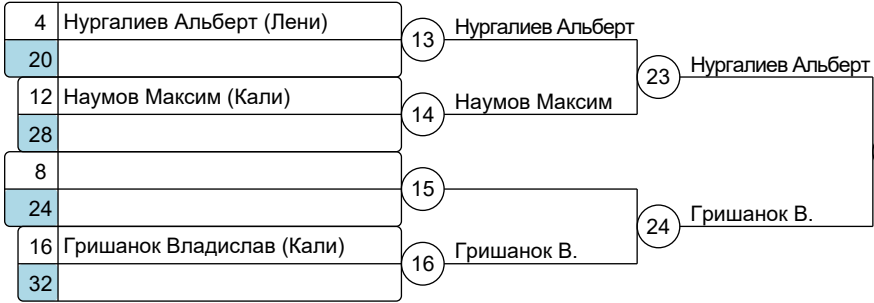 4 Нургалиев Альберт (Лени)
20
13
Нургалиев Альберт
12 Наумов Максим (Кали)
28
14
Наумов Максим
23
Нургалиев Альберт
8
24
15
16 Гришанок Владислав (Кали)
32
16
Гришанок В.
24
Гришанок В.